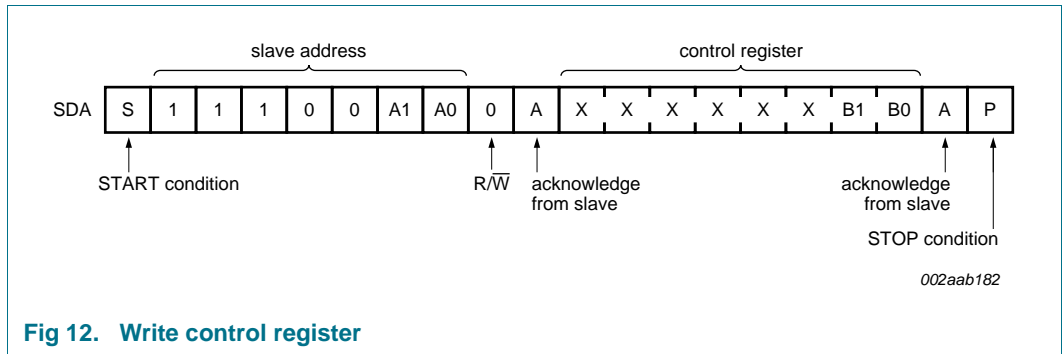 slave address control register
SDA S 1 1 1 0 0 A1 A0 0 A X X X X X X B1 B0 A P
START condition R/W̅ acknowledge
from slave acknowledge
from slave
STOP condition
002aab182
Fig 12. Write control register